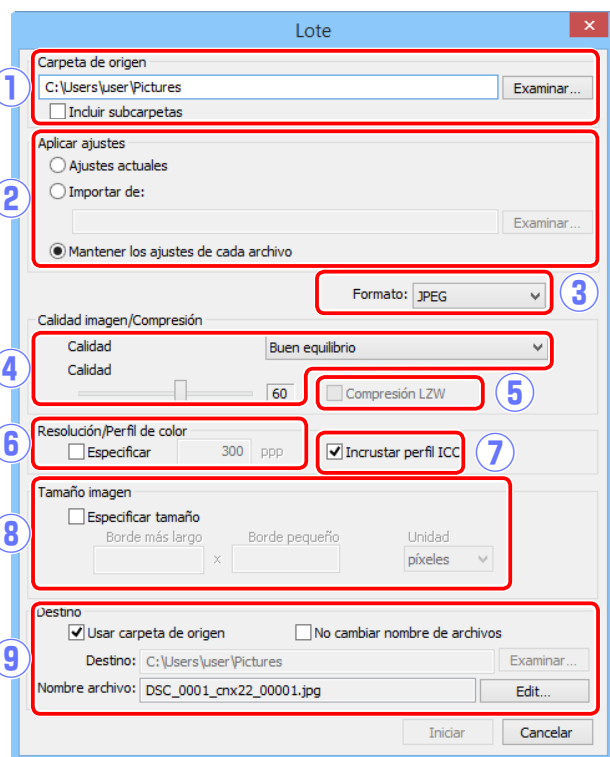 Lote
Carpeta de origen
1
C:\Users\user\Pictures Examinar...
Incluir subcarpetas
Aplicar ajustes
Ajustes actuales
2
Importar de:
Examinar...
Mantener los ajustes de cada archivo
Formato: JPEG 3
Calidad imagen/Compresión
Calidad Buen equilibrio
4
Calidad
60 Compresión LZW 5
Resolución/Perfil de color
6
Especificar 300 ppp Incrustar perfil ICC 7
Tamaño imagen
Especificar tamaño
8
Borde más largo Borde pequeño Unidad
x píxeles
Destino
Usar carpeta de origen No cambiar nombre de archivos
9
Destino: C:\Users\user\Pictures Examinar...
Nombre archivo: DSC_0001_cnx22_00001.jpg Edit...
Iniciar Cancelar